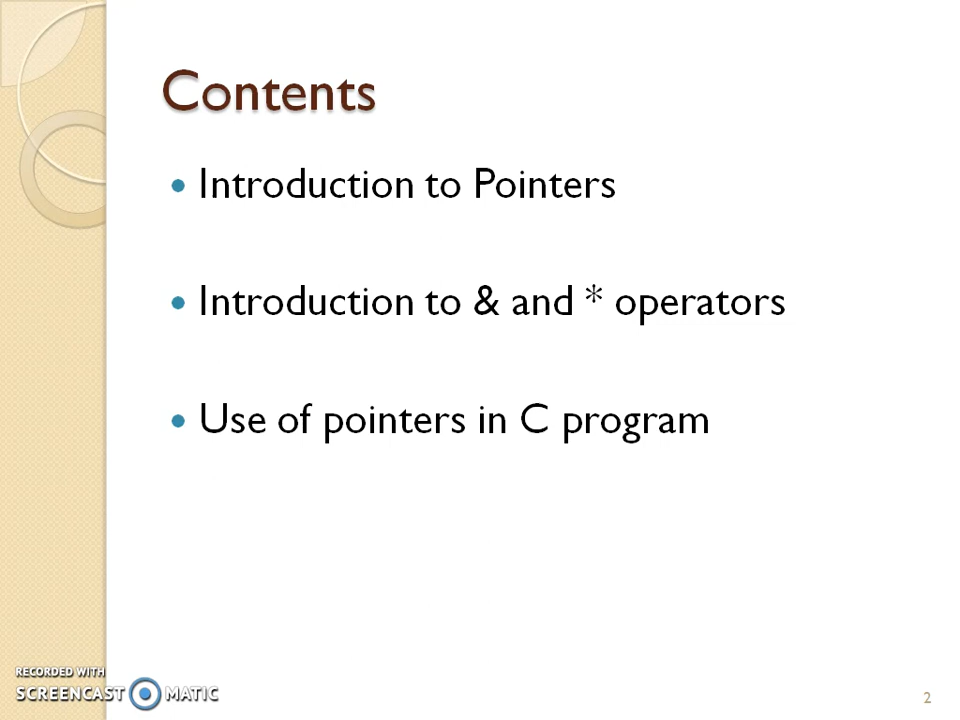 Contents
• Introduction to Pointers
• Introduction to & and * operators
• Use of pointers in C program
RECORDED WITH
SCREENCAST MATIC
2